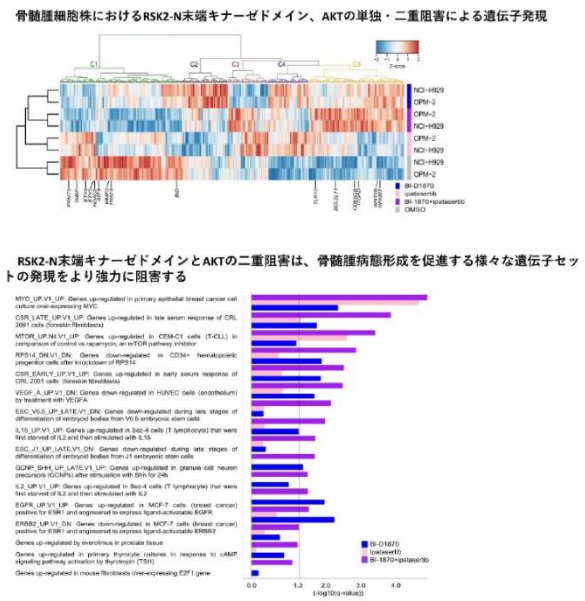 骨髄腫細胞株におけるRSK2-N末端キナーゼドメイン、AKTの単独・二重阻害による遺伝子発現
C1
C2
C3
C4
C5
Z-score
NCI-H929
OPM-2
OPM-2
NCI-H929
OPM-2
NCI-H929
NCI-H929
OPM-2
BI-D1870
ipatasertib
BI-1870+ipatasertib
DMSO
BID
TLR10
BCL2L11
RSK2-N末端キナーゼドメインとAKTの二重阻害は、骨髄腫病態形成を促進する様々な遺伝子セッ
トの発現をより強力に阻害する
MYC_UP.V1_UP: Genes up-regulated in primary epithelial breast cancer cell
culture over-expressing MYC
CSR_LATE_UP.V1_UP: Genes up-regulated in late serum response of CRL
2091 cells (foreskin fibroblasts)
MTOR_UP.N4.V1_UP: Genes up-regulated in CEM-C1 cells (T-CLL) in
comparison of control vs rapamycin, an mTOR pathway inhibitor
RPS14_DN.V1_DN: Genes down-regulated in CD34+ hematopoietic
progenitor cells after knockdown of RPS14
CSR_EARLY_UP.V1_UP: Genes up-regulated in early serum response of
CRL 2091 cells (foreskin fibroblasts)
VEGF_A_UP.V1_DN: Genes down-regulated in HUVEC cells (endothelium)
by treatment with VEGFA
ESC_V6.5_UP_LATE.V1_DN: Genes down-regulated during late stages of
differentiation of embryoid bodies from V6.5 embryonic stem cells
IL15_UP.V1_UP: Genes up-regulated in Sez-4 cells (T lymphocyte) that were
first starved of IL2 and then stimulated with IL15
ESC_J1_UP_LATE.V1_DN: Genes down-regulated during late stages of
differentiation of embryoid bodies from J1 embryonic stem cells
GCNP_SHH_UP_LATE.V1_UP: Genes up-regulated in granule cell neuron
precursors (GCNPs) after stimulation with Shh for 24h
IL2_UP.V1_UP: Genes up-regulated in Sez-4 cells (T lymphocyte) that were
first starved of IL2 and then stimulated with IL2
EGFR_UP.V1_UP: Genes up-regulated in MCF-7 cells (breast cancer)
positive for ESR1 and engineered to express ligand-activatable EGFR
ERBB2_UP.V1_DN: Genes down-regulated in MCF-7 cells (breast cancer)
positive for ESR1 and engineered to express ligand-activatable ERBB2
Genes up-regulated by everolimus in prostate tissue
Genes up-regulated in primary thyrocyte cultures in response to cAMP
signaling pathway activation by thyrotropin (TSH)
Genes up-regulated in mouse fibroblasts over-expressing E2F1 gene
BI-D1870
ipatasertib
BI-1870+ipatasertib
0.0 1.0 1.3 2.0 3.0 4.0
(-log10(q-value))